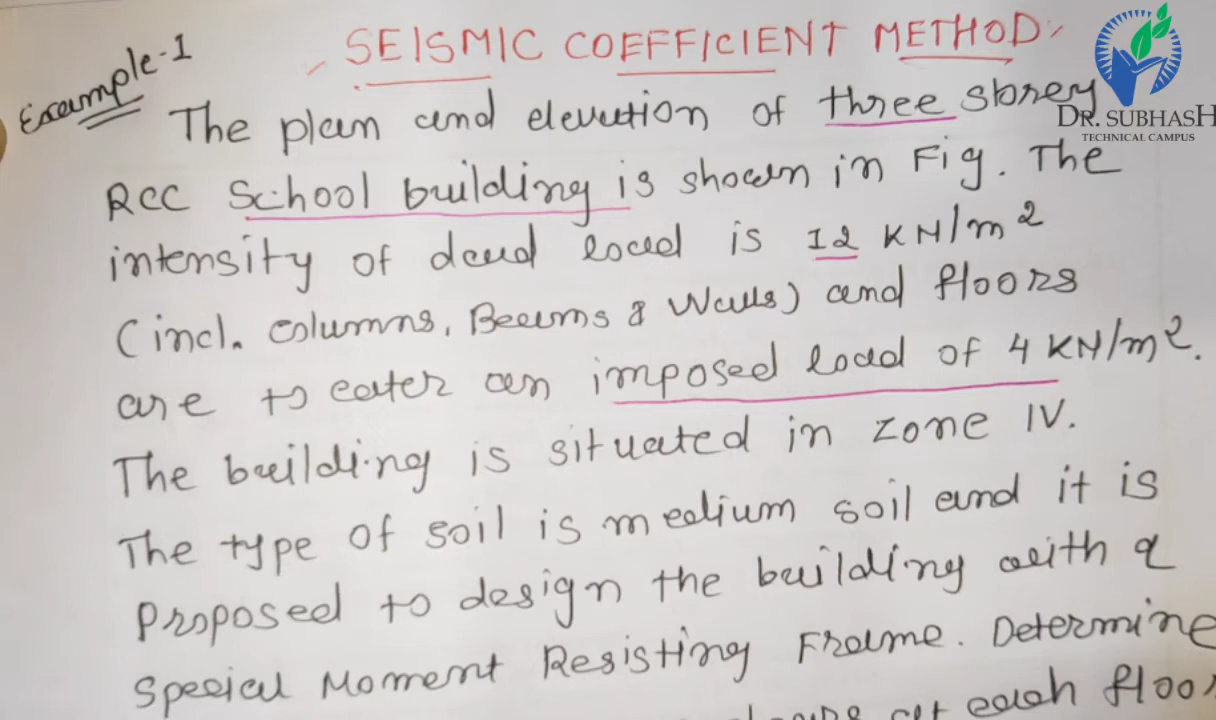 Example-1
SEISMIC COEFFICIENT METHOD
DR. SUBHASH
TECHNICAL CAMPUS
The plan and elevation of three storey
RCC School building is shown in Fig. The
intensity of dead load is 12 KN/m²
(incl. columns, Beams & Walls) and floors
are to cater an imposed load of 4 KN/m².
The building is situated in zone IV.
The type of soil is medium soil and it is
proposed to design the building with a
special Moment Resisting Frame. Determine
at each floor